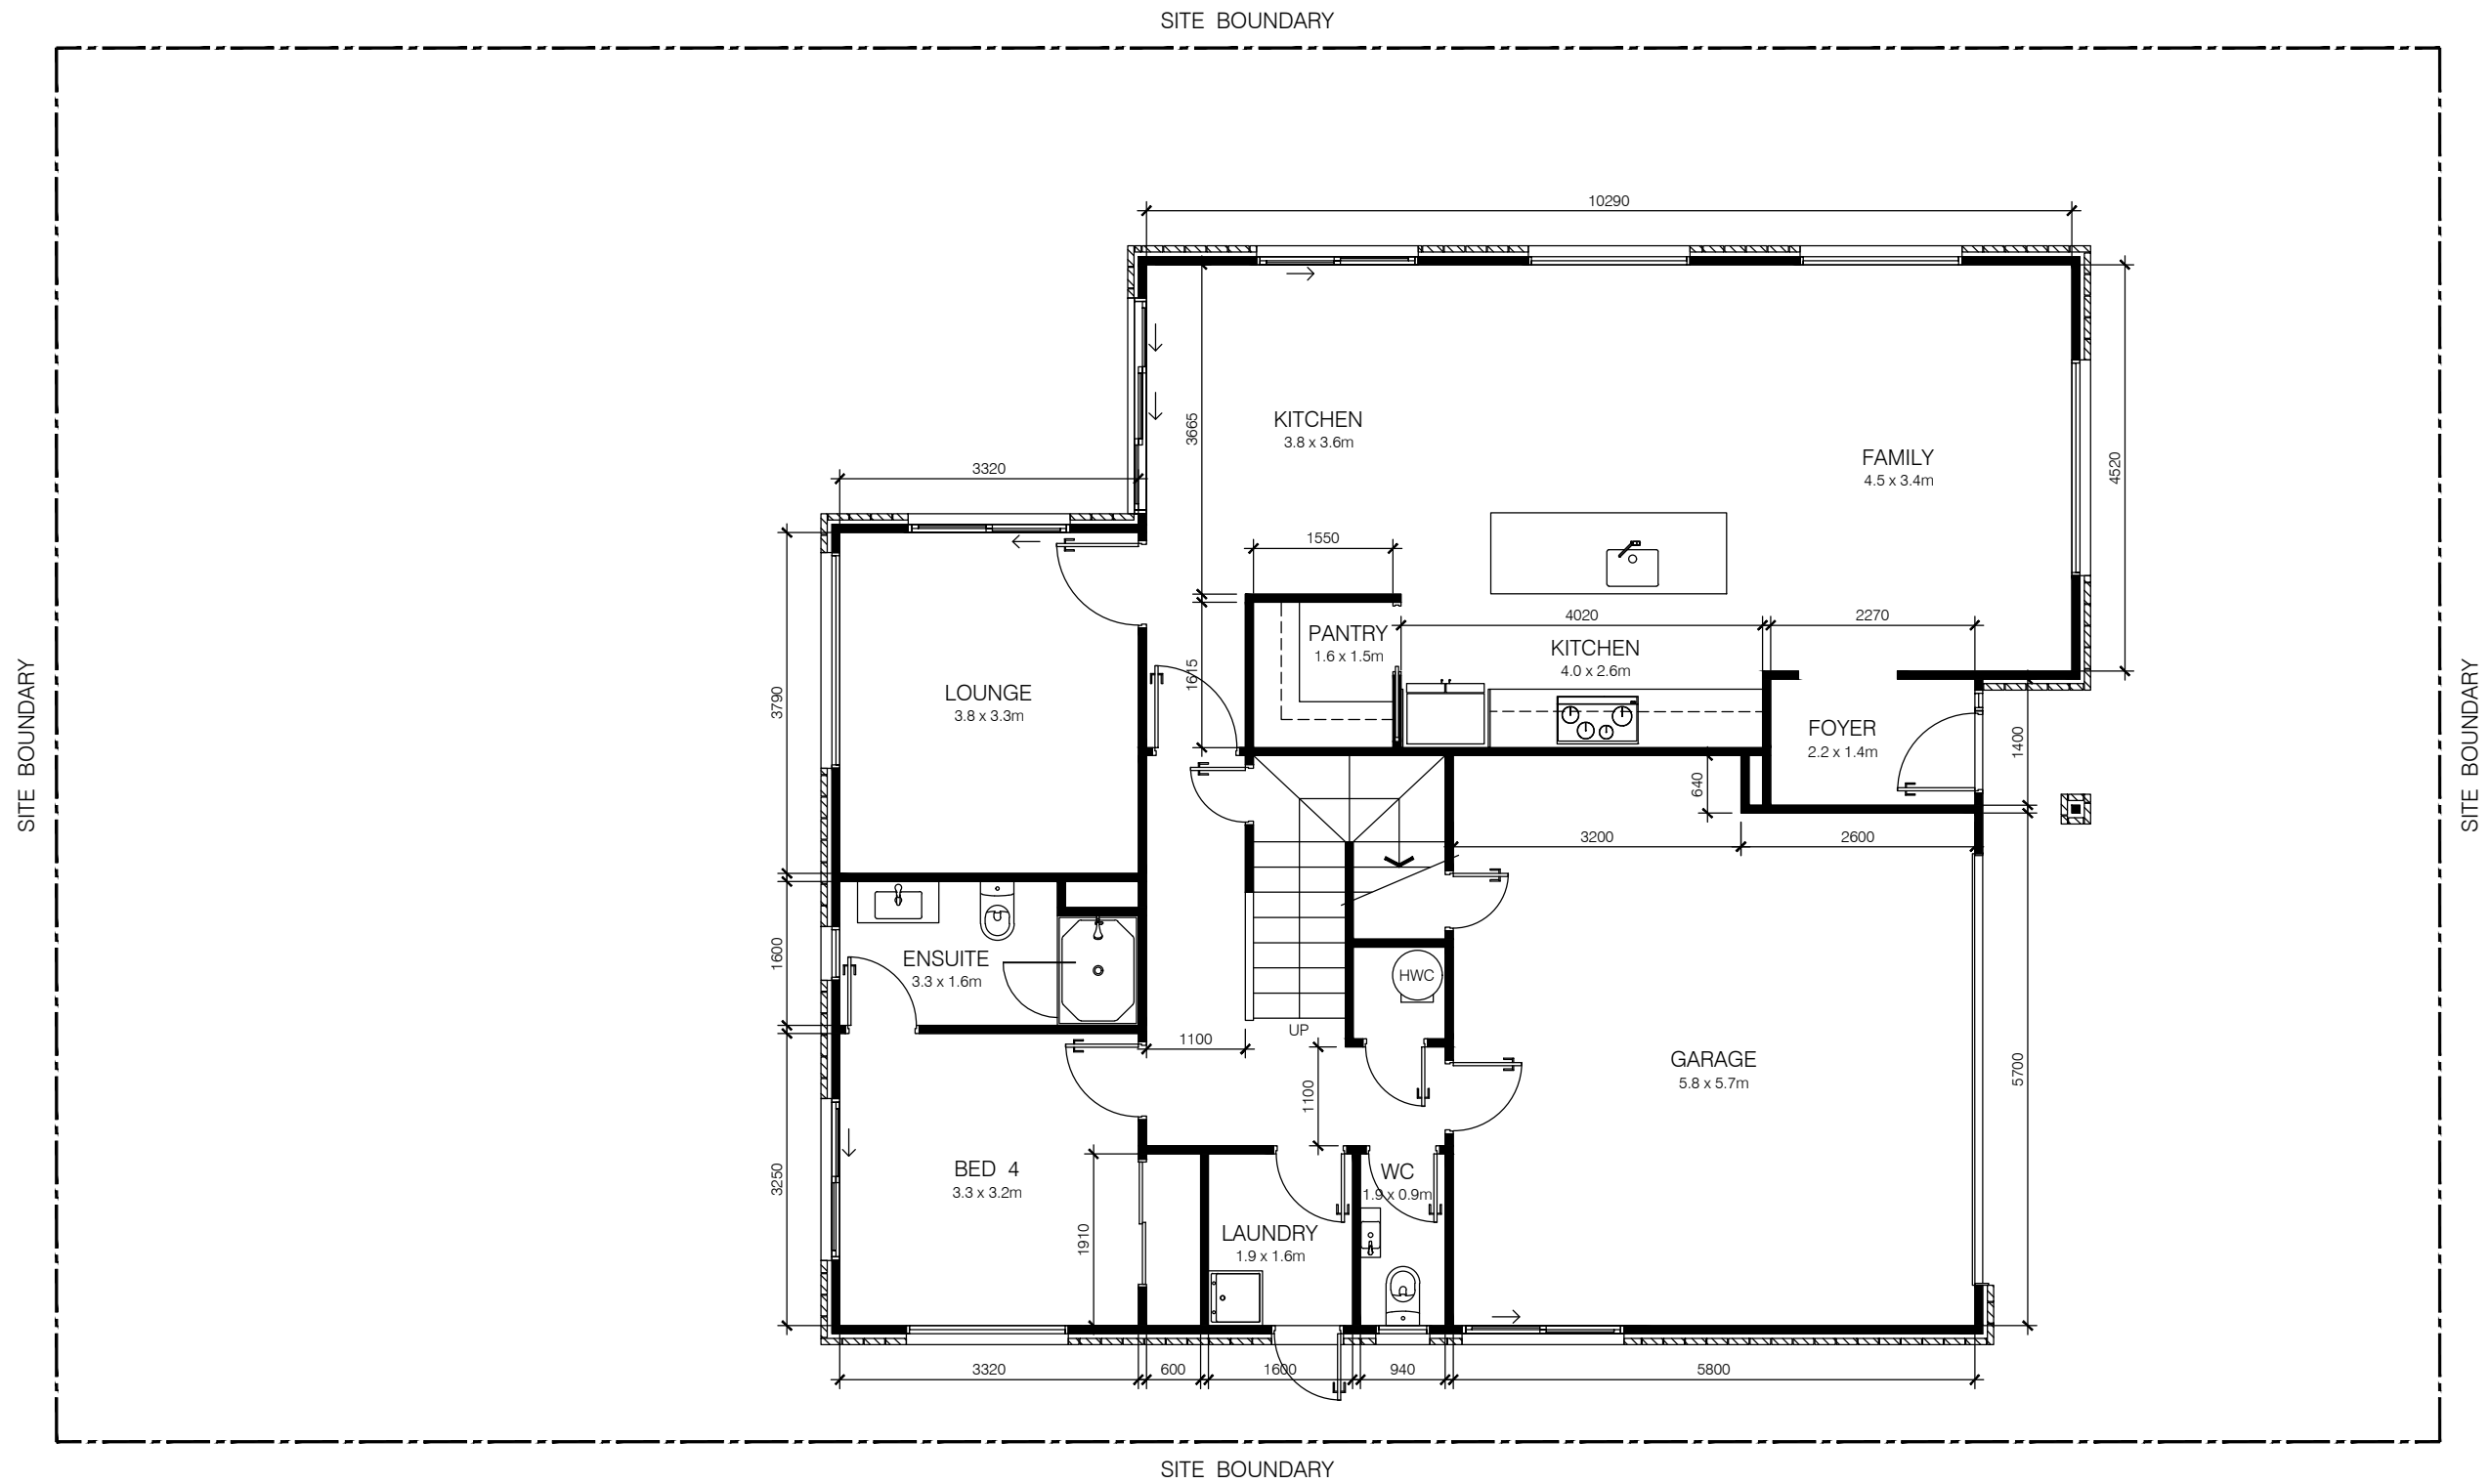 SITE BOUNDARY
10290
3665
KITCHEN
3.8 x 3.6m
FAMILY
4.5 x 3.4m
4520
3320
1550
PANTRY
1.6 x 1.5m
1615
4020
KITCHEN
4.0 x 2.6m
2270
FOYER
2.2 x 1.4m
1400
SITE BOUNDARY
SITE BOUNDARY
3790
LOUNGE
3.8 x 3.3m
640
3200
2600
1600
ENSUITE
3.3 x 1.6m
HWC
UP
1100
1100
GARAGE
5.8 x 5.7m
5700
3250
BED 4
3.3 x 3.2m
1910
LAUNDRY
1.9 x 1.6m
WC
1.9 x 0.9m
3320
600
1600
940
5800
SITE BOUNDARY